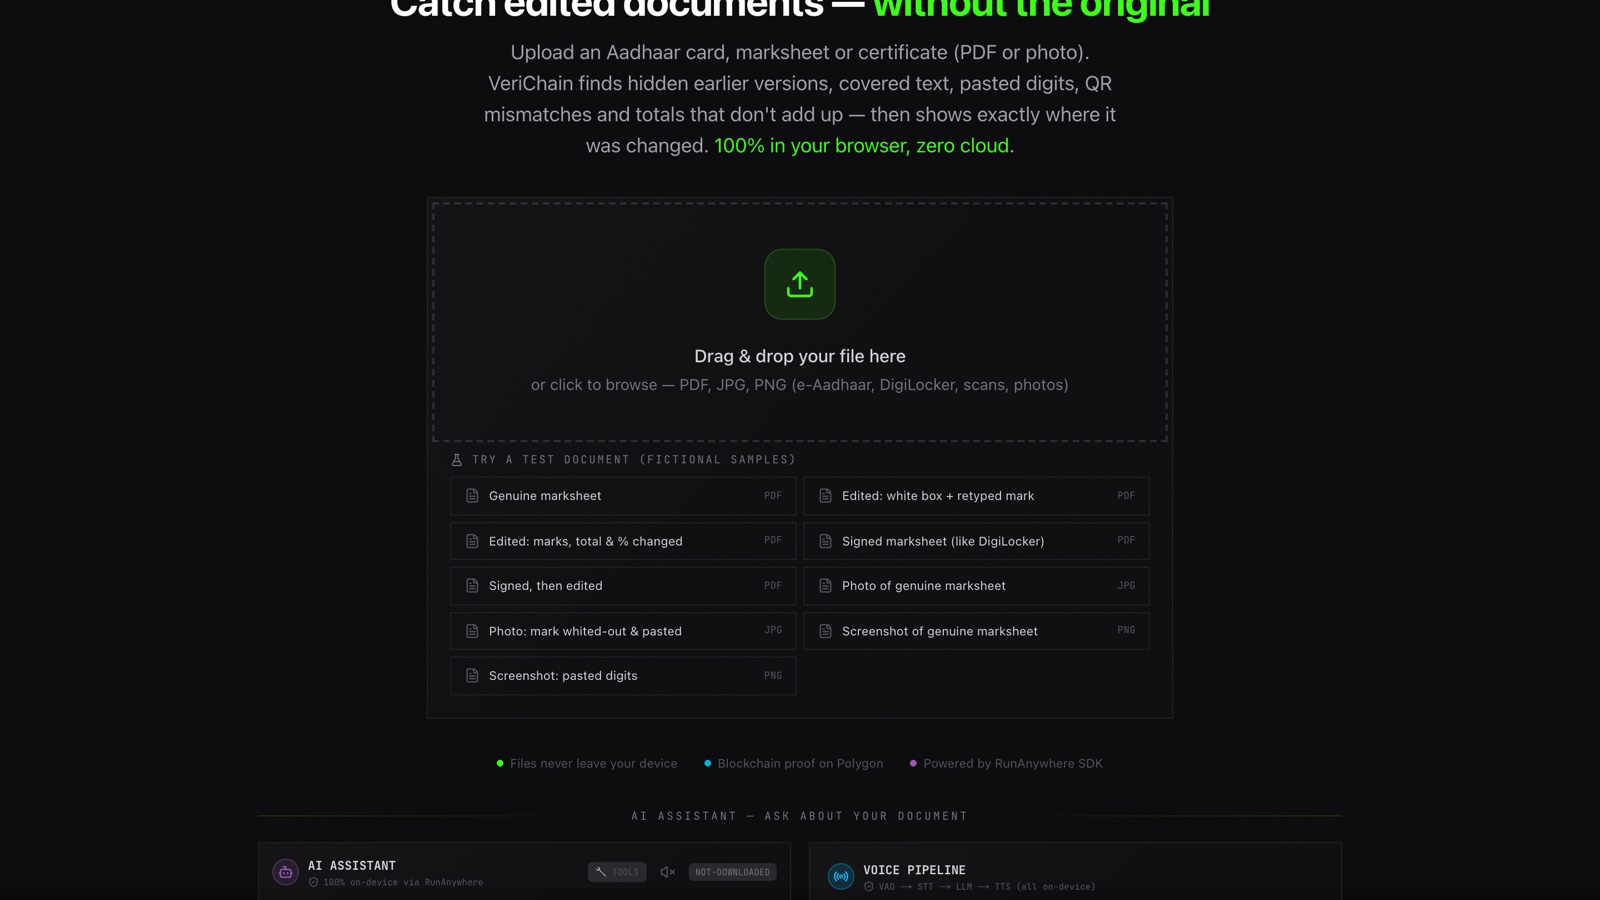 Catch edited documents — without the original
Upload an Aadhaar card, marksheet or certificate (PDF or photo).
VeriChain finds hidden earlier versions, covered text, pasted digits, QR
mismatches and totals that don't add up — then shows exactly where it
was changed. 100% in your browser, zero cloud.
Drag & drop your file here
or click to browse — PDF, JPG, PNG (e-Aadhaar, DigiLocker, scans, photos)
TRY A TEST DOCUMENT (FICTIONAL SAMPLES)
Genuine marksheet PDF
Edited: white box + retyped mark PDF
Edited: marks, total & % changed PDF
Signed marksheet (like DigiLocker) PDF
Signed, then edited PDF
Photo of genuine marksheet JPG
Photo: mark whited-out & pasted JPG
Screenshot of genuine marksheet PNG
Screenshot: pasted digits PNG
Files never leave your device
Blockchain proof on Polygon
Powered by RunAnywhere SDK
AI ASSISTANT — ASK ABOUT YOUR DOCUMENT
AI ASSISTANT
100% on-device via RunAnywhere
TOOLS
NOT-DOWNLOADED
VOICE PIPELINE
VAD → STT → LLM → TTS (all on-device)